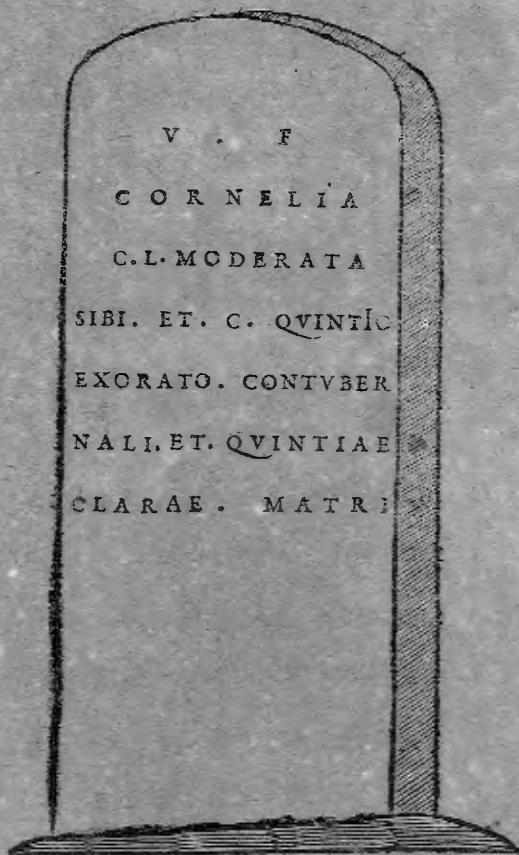 V . F
CORNELIA
C. L. MODERATA
SIBI. ET. C. QVINTIO
EXORATO. CONTVBER
NALI. ET. QVINTIAE
CLARAE. MATRI